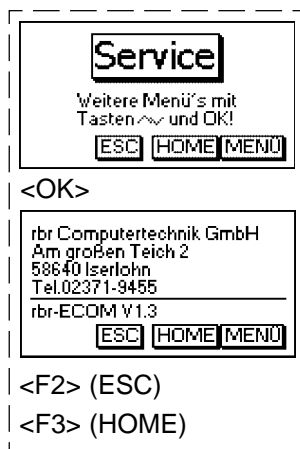 Service
Weitere Menü´s mit
Tasten und OK!
ESC HOME MENÜ
<OK>
rbr Computertechnik GmbH
Am großen Teich 2
58640 Iserlohn
Tel.02371-9455
rbr-ECOM V1.3
ESC HOME MENÜ
<F2> (ESC)
<F3> (HOME)